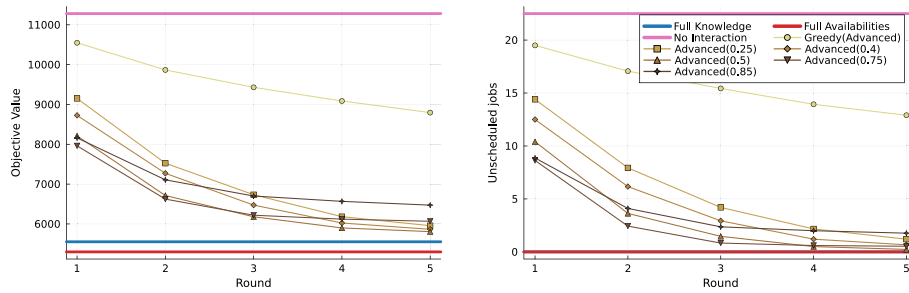 11000
10000
9000
8000
7000
6000
Objective Value
1 2 3 4 5
Round
20
15
10
5
0
Unscheduled jobs
1 2 3 4 5
Round
Full Knowledge Full Availabilities
No Interaction Greedy(Advanced)
Advanced(0.25) Advanced(0.4)
Advanced(0.5) Advanced(0.75)
Advanced(0.85)